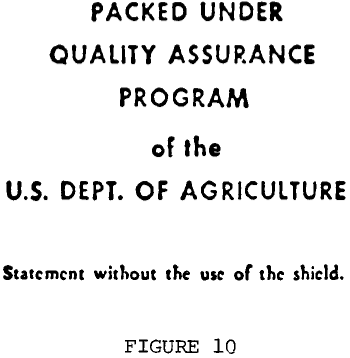 PACKED UNDER
QUALITY ASSURANCE
PROGRAM
of the
U.S. DEPT. OF AGRICULTURE
Statement without the use of the shield.
FIGURE 10